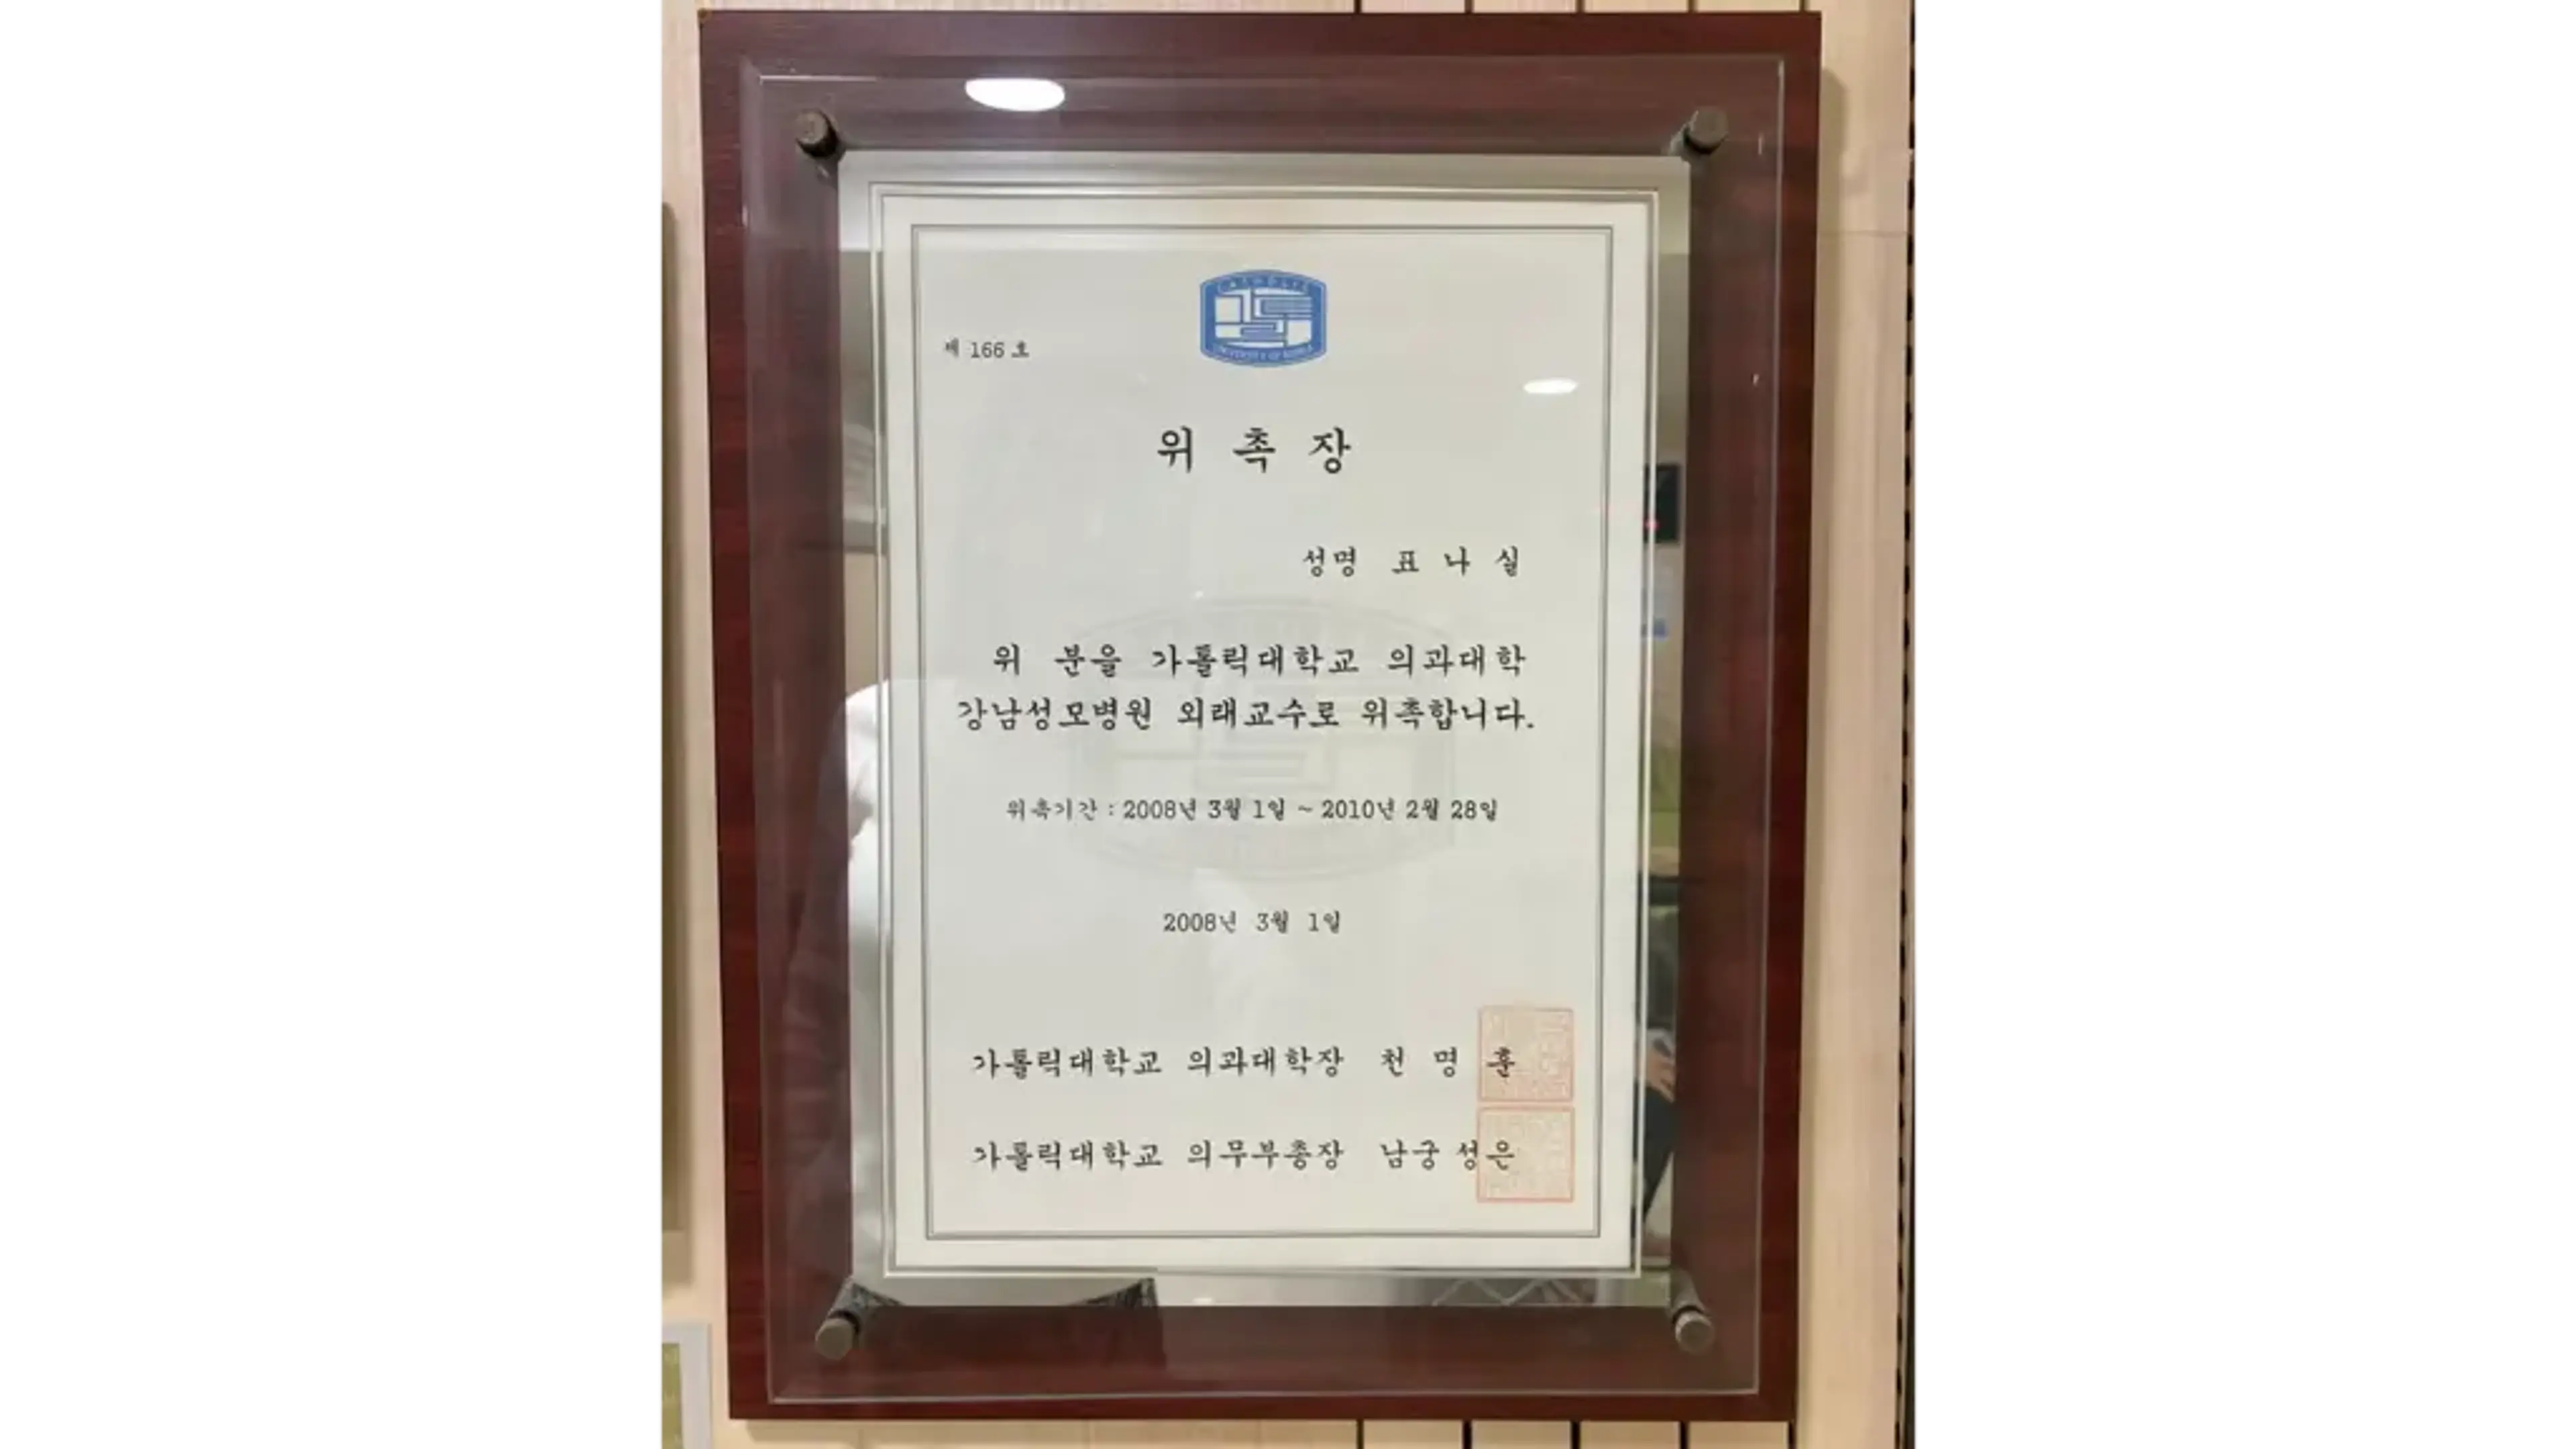 CATHOLIC
UNIVERSITY OF KOREA
제 166 호
위 촉 장
성명 표 나 실
위 분을 가톨릭대학교 의과대학
강남성모병원 외래교수로 위촉합니다.
위촉기간 : 2008년 3월 1일 ~ 2010년 2월 28일
2008년 3월 1일
가톨릭대학교 의과대학장 천 명 훈
가톨릭대학교 의무부총장 남궁성은